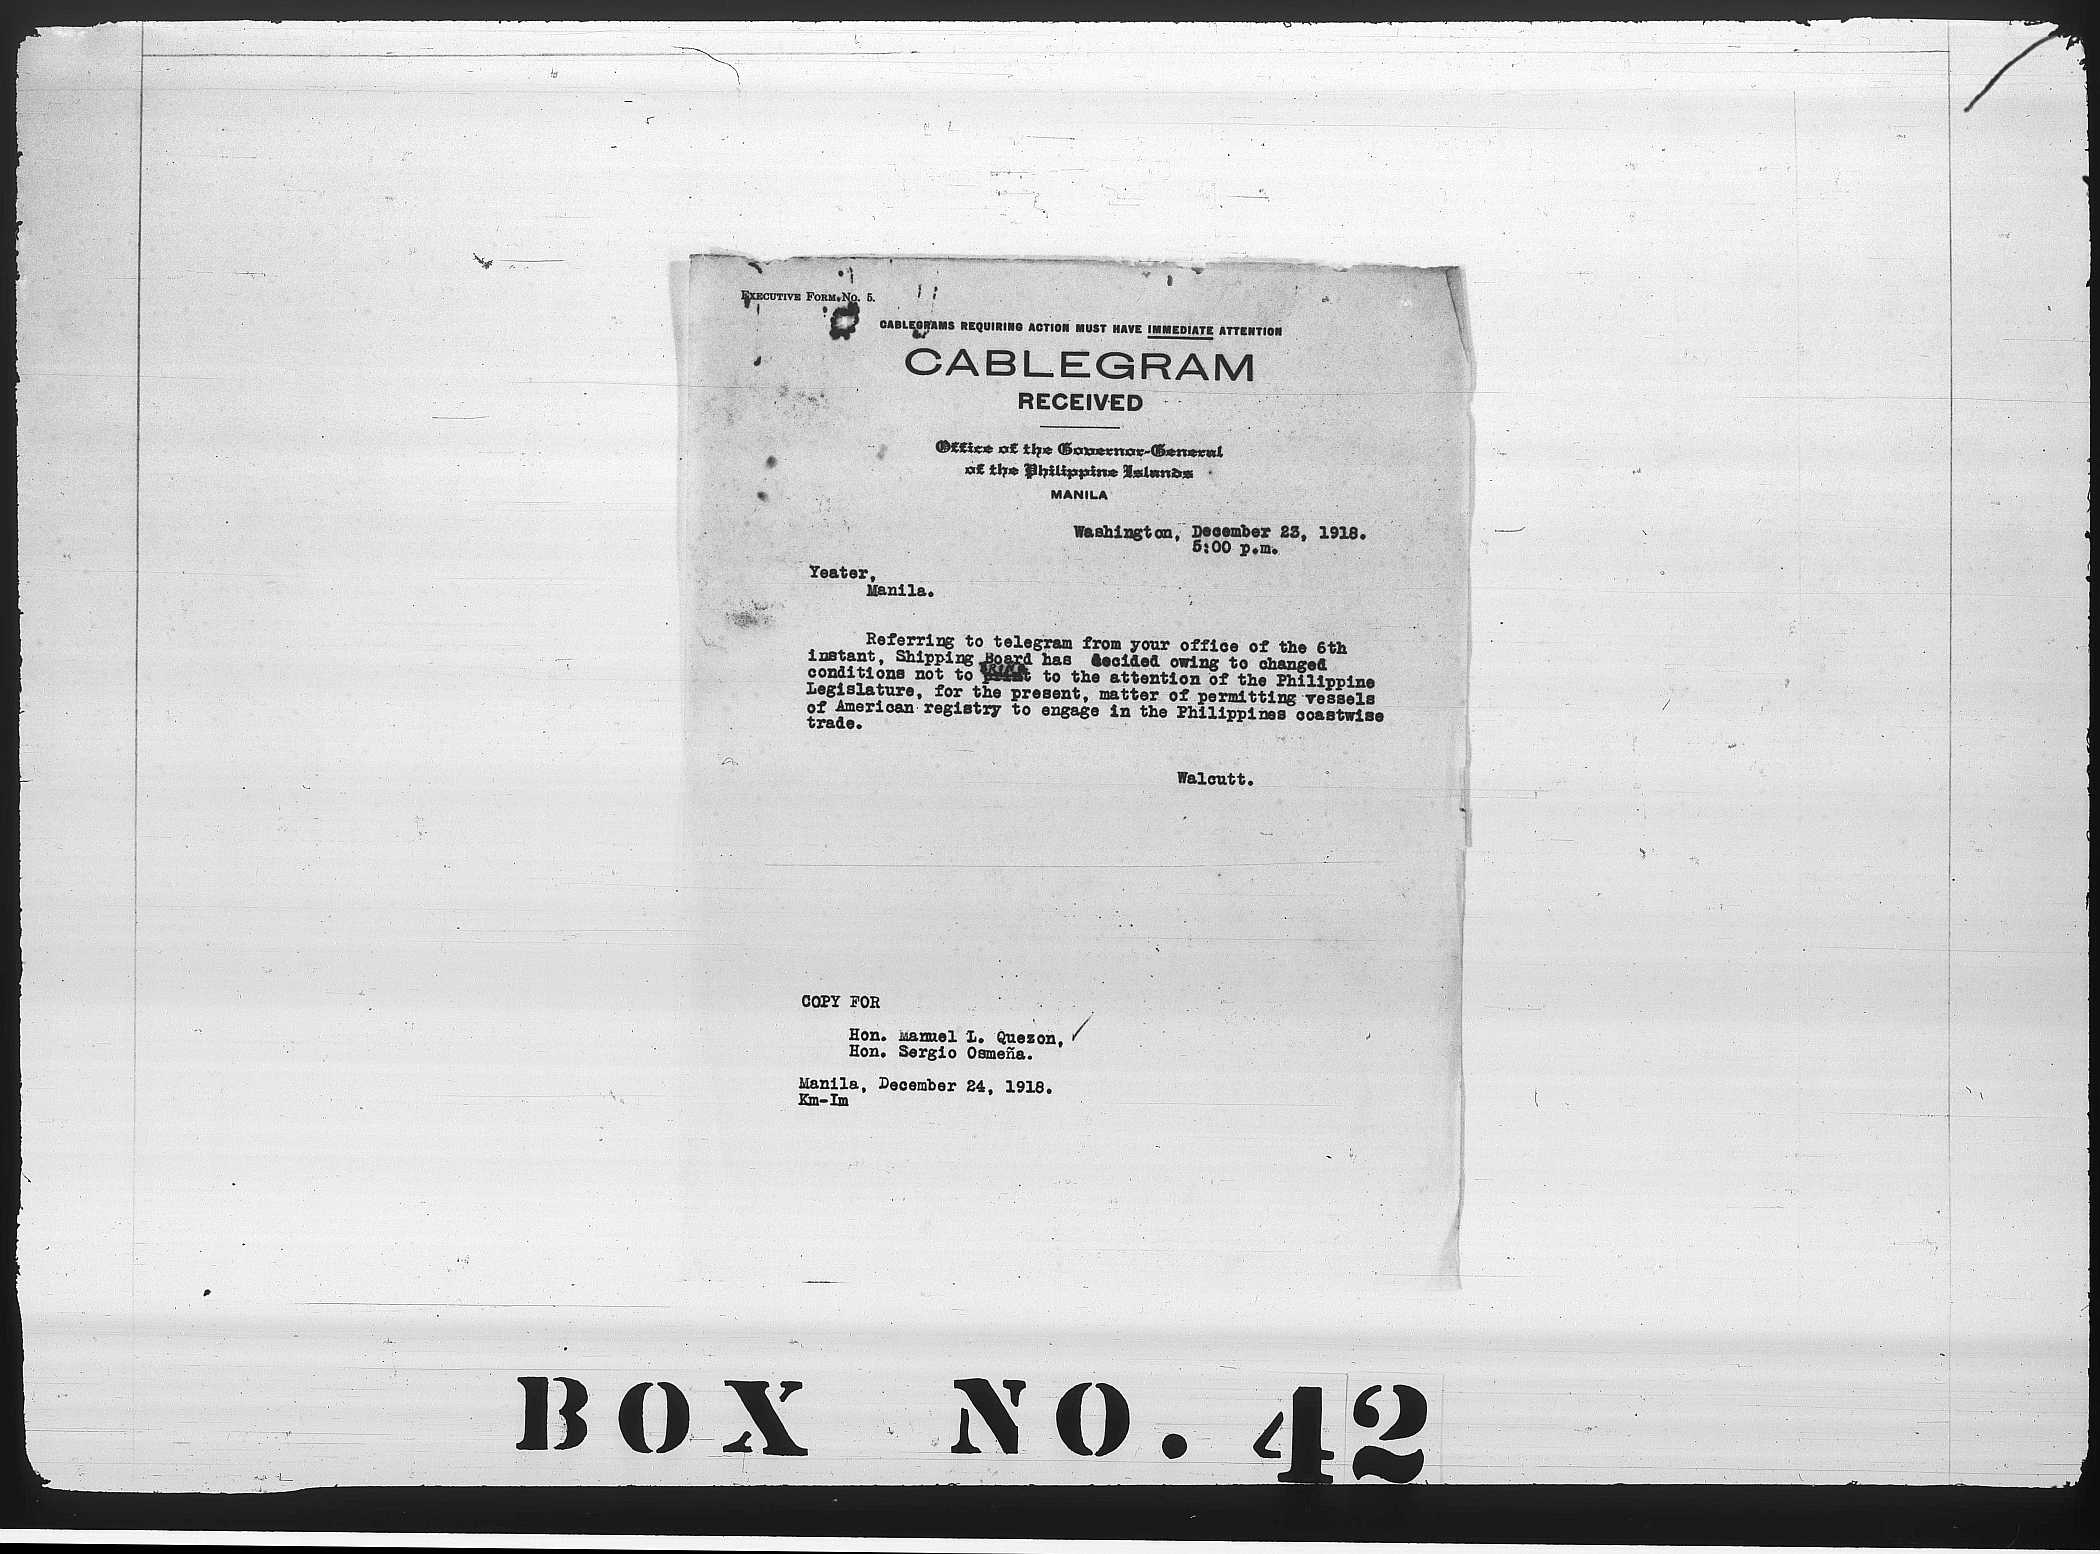 EXECUTIVE FORM, NO. 5.
CABLEGRAMS REQUIRING ACTION MUST HAVE IMMEDIATE ATTENTION
CABLEGRAM
RECEIVED
Office of the Governor-General
of the Philippine Islands
MANILA
Washington, December 23, 1918.
5:00 p.m.
Yeater,
Manila.
Referring to telegram from your office of the 6th
instant, Shipping Board has decided owing to changed
conditions not to to the attention of the Philippine
Legislature, for the present, matter of permitting vessels
of American registry to engage in the Philippines coastwise
trade.
Walcutt.
COPY FOR
Hon. Manuel L. Quezon,
Hon. Sergio Osmeña.
Manila, December 24, 1918.
Km-Im
BOX NO. 42